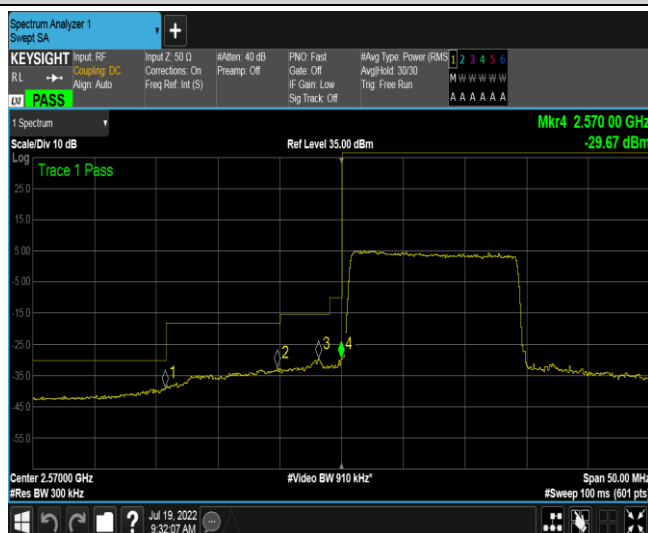 Spectrum Analyzer 1
Swept SA
KEYSIGHT
RL
LXI
PASS
Input: RF
Coupling: DC
Align: Auto
Input Z: 50 Ω
Corrections: On
Freq Ref: Int (S)
#Atten: 40 dB
Preamp: Off
PNO: Fast
Gate: Off
IF Gain: Low
Sig Track: Off
#Avg Type: Power (RMS
Avg|Hold: 30/30
Trig: Free Run
1 2 3 4 5 6
M W W W W W
A A A A A A
1 Spectrum
Scale/Div 10 dB
Ref Level 35.00 dBm
Mkr4 2.570 00 GHz
-29.67 dBm
Log
Trace 1 Pass
25.0
15.0
5.00
-5.00
-15.0
-25.0
-35.0
-45.0
-55.0
1
2
3
4
Center 2.57000 GHz
#Res BW 300 kHz
#Video BW 910 kHz*
Span 50.00 MHz
#Sweep 100 ms (601 pts)
?
Jul 19, 2022
9:32:07 AM